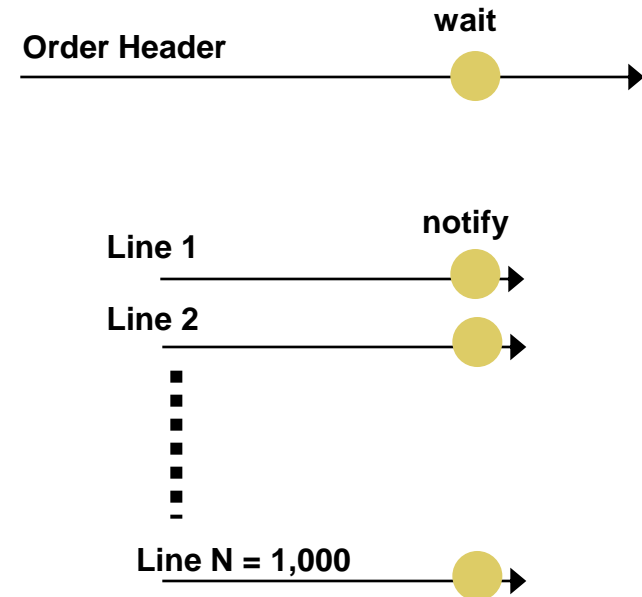 wait
Order Header
notify
Line 1
Line 2
Line N = 1,000